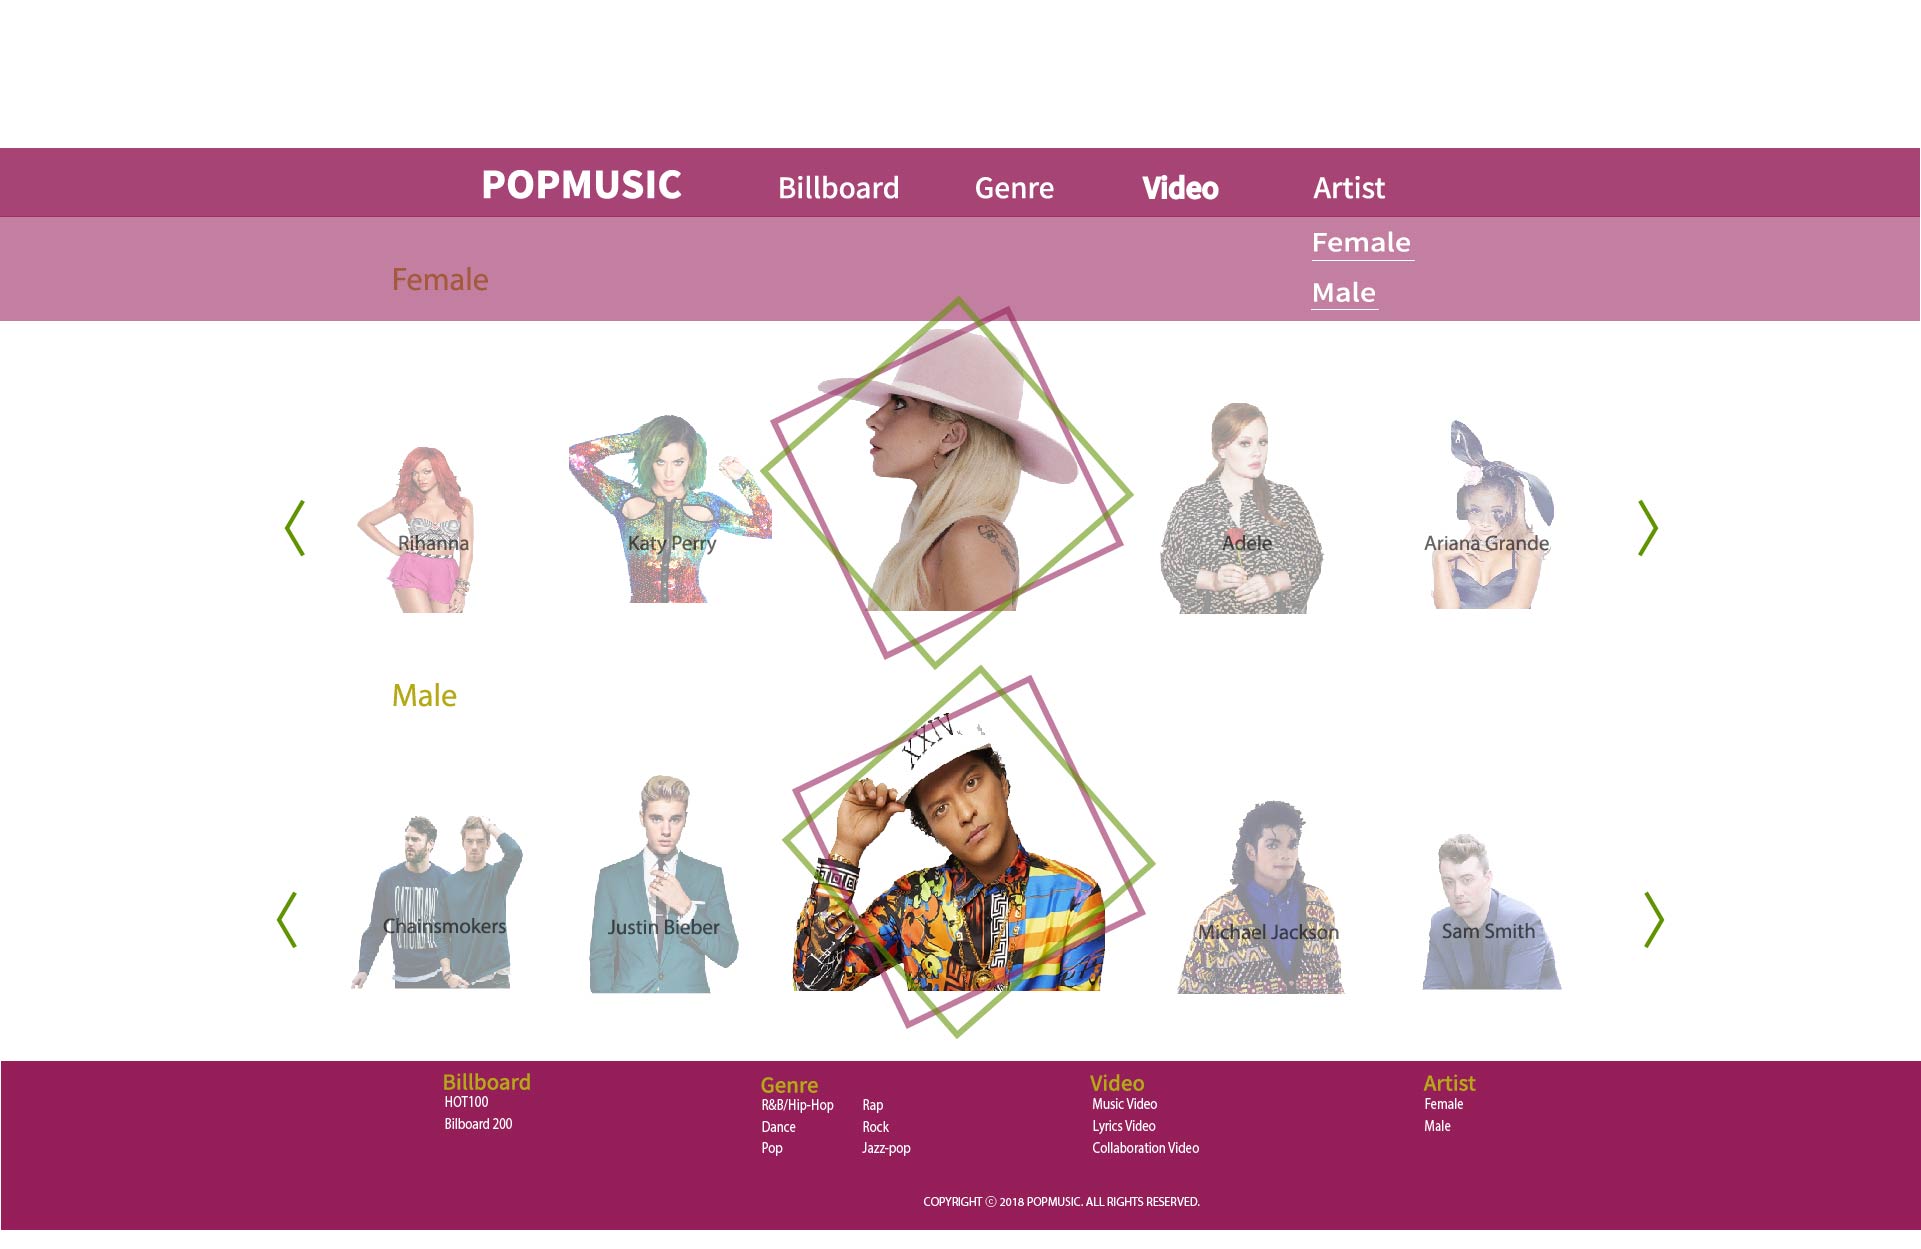 POPMUSIC Billboard Genre Video Artist
Female
Male
Female
Rihanna Katy Perry Adele Ariana Grande
Male
XXIV
Chainsmokers Justin Bieber Michael Jackson Sam Smith
Billboard
HOT100
Bilboard 200
Genre
R&B/Hip-Hop Rap
Dance Rock
Pop Jazz-pop
Video
Music Video
Lyrics Video
Collaboration Video
Artist
Female
Male
COPYRIGHT ⓒ 2018 POPMUSIC. ALL RIGHTS RESERVED.